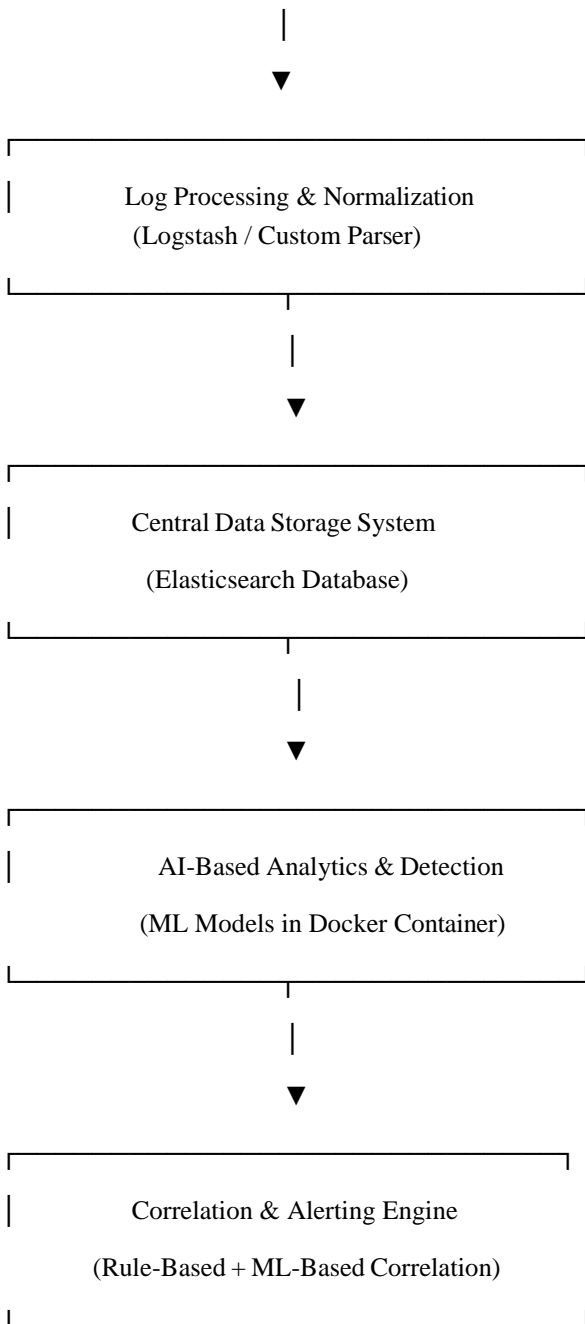 Log Processing & Normalization
(Logstash / Custom Parser)
Central Data Storage System
(Elasticsearch Database)
AI-Based Analytics & Detection
(ML Models in Docker Container)
Correlation & Alerting Engine
(Rule-Based + ML-Based Correlation)